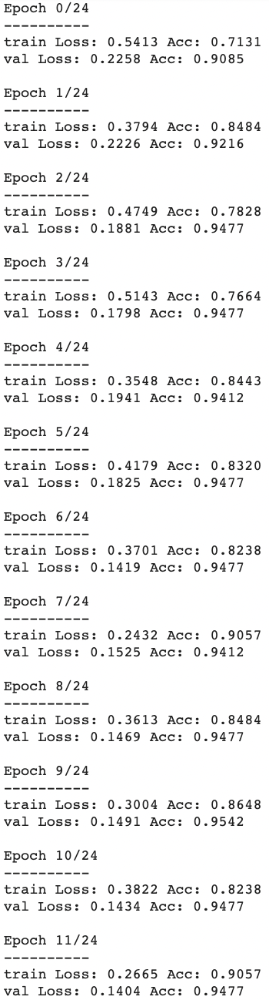 Epoch 0/24
----------
train Loss: 0.5413 Acc: 0.7131
val Loss: 0.2258 Acc: 0.9085
Epoch 1/24
----------
train Loss: 0.3794 Acc: 0.8484
val Loss: 0.2226 Acc: 0.9216
Epoch 2/24
----------
train Loss: 0.4749 Acc: 0.7828
val Loss: 0.1881 Acc: 0.9477
Epoch 3/24
----------
train Loss: 0.5143 Acc: 0.7664
val Loss: 0.1798 Acc: 0.9477
Epoch 4/24
----------
train Loss: 0.3548 Acc: 0.8443
val Loss: 0.1941 Acc: 0.9412
Epoch 5/24
----------
train Loss: 0.4179 Acc: 0.8320
val Loss: 0.1825 Acc: 0.9477
Epoch 6/24
----------
train Loss: 0.3701 Acc: 0.8238
val Loss: 0.1419 Acc: 0.9477
Epoch 7/24
----------
train Loss: 0.2432 Acc: 0.9057
val Loss: 0.1525 Acc: 0.9412
Epoch 8/24
----------
train Loss: 0.3613 Acc: 0.8484
val Loss: 0.1469 Acc: 0.9477
Epoch 9/24
----------
train Loss: 0.3004 Acc: 0.8648
val Loss: 0.1491 Acc: 0.9542
Epoch 10/24
----------
train Loss: 0.3822 Acc: 0.8238
val Loss: 0.1434 Acc: 0.9477
Epoch 11/24
----------
train Loss: 0.2665 Acc: 0.9057
val Loss: 0.1404 Acc: 0.9477